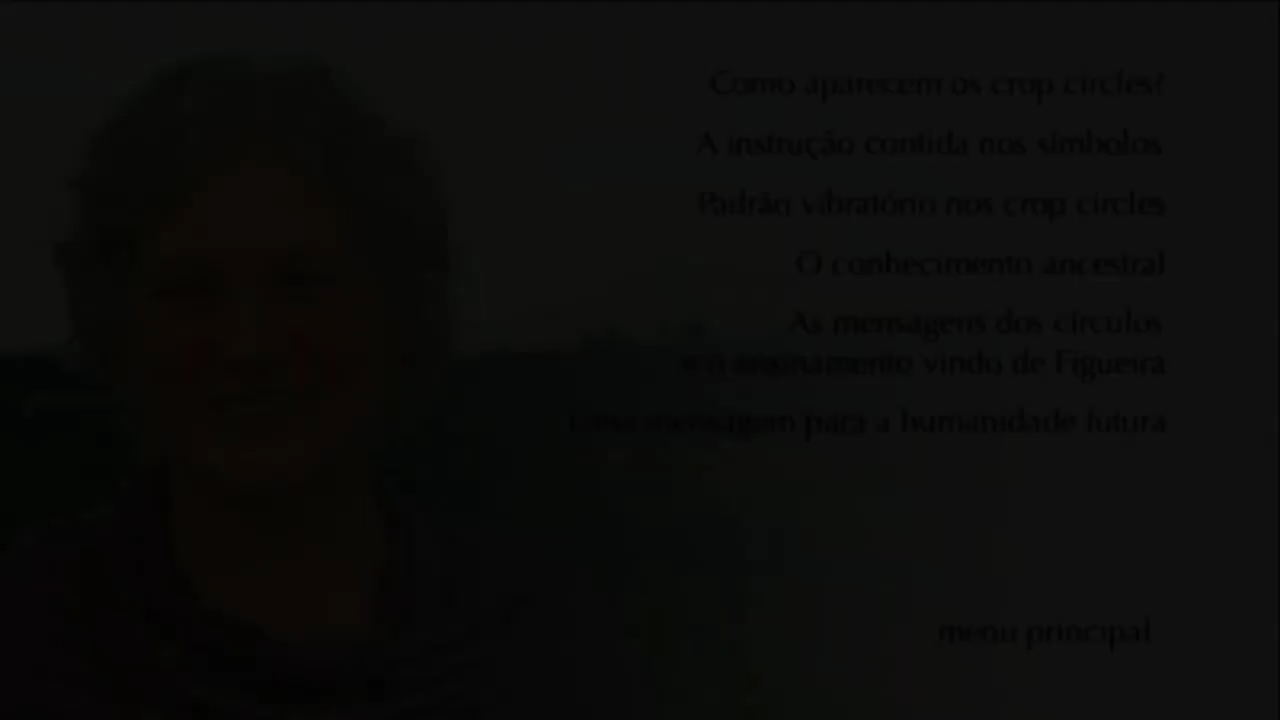 Como aparecem os crop circles?
A instrução contida nos símbolos
Padrão vibratório nos crop circles
O conhecimento ancestral
As mensagens dos círculos
e o ensinamento vindo de Figueira
Uma mensagem para a humanidade futura
menu principal